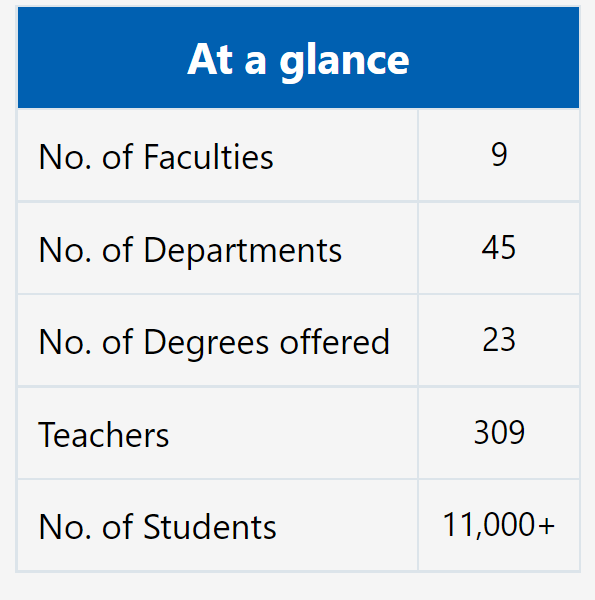 At a glance
No. of Faculties 9
No. of Departments 45
No. of Degrees offered 23
Teachers 309
No. of Students 11,000+